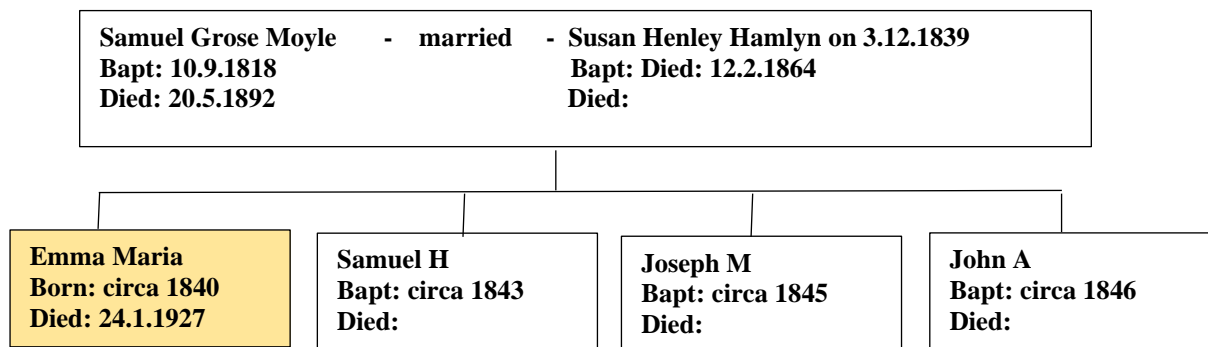 Samuel Grose Moyle - married - Susan Henley Hamlyn on 3.12.1839
Bapt: 10.9.1818 Bapt: Died: 12.2.1864
Died: 20.5.1892 Died:
Emma Maria
Born: circa 1840
Died: 24.1.1927
Samuel H
Bapt: circa 1843
Died:
Joseph M
Bapt: circa 1845
Died:
John A
Bapt: circa 1846
Died: